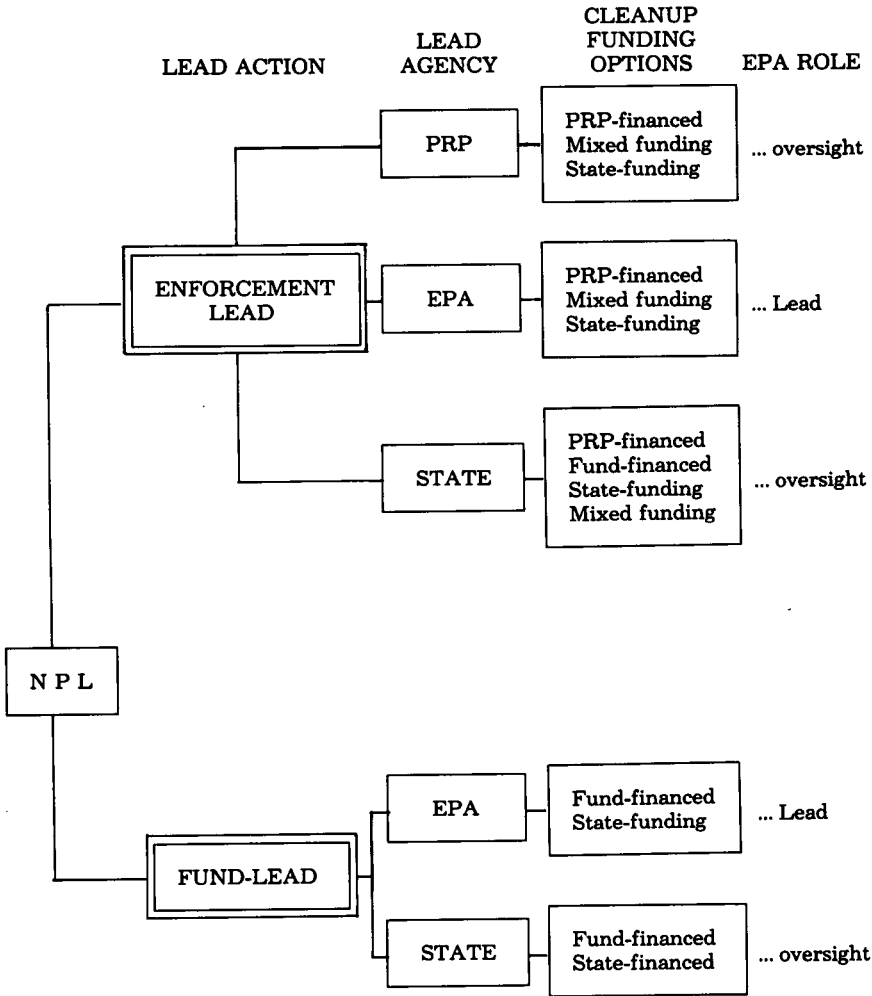 CLEANUP
FUNDING
OPTIONS
LEAD
AGENCY
LEAD ACTION
EPA ROLE
PRP
PRP-financed
Mixed funding
State-funding
... oversight
ENFORCEMENT
LEAD
EPA
PRP-financed
Mixed funding
State-funding
... Lead
STATE
PRP-financed
Fund-financed
State-funding
Mixed funding
... oversight
N P L
FUND-LEAD
EPA
Fund-financed
State-funding
... Lead
STATE
Fund-financed
State-financed
... oversight